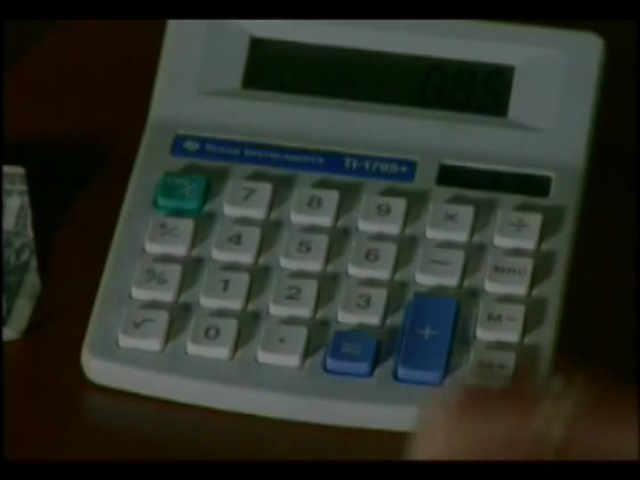 TEXAS INSTRUMENTS TI-1795+
7 8 9 × ÷
+/- 4 5 6 − MRC
% 1 2 3 + M−
√ 0 . =